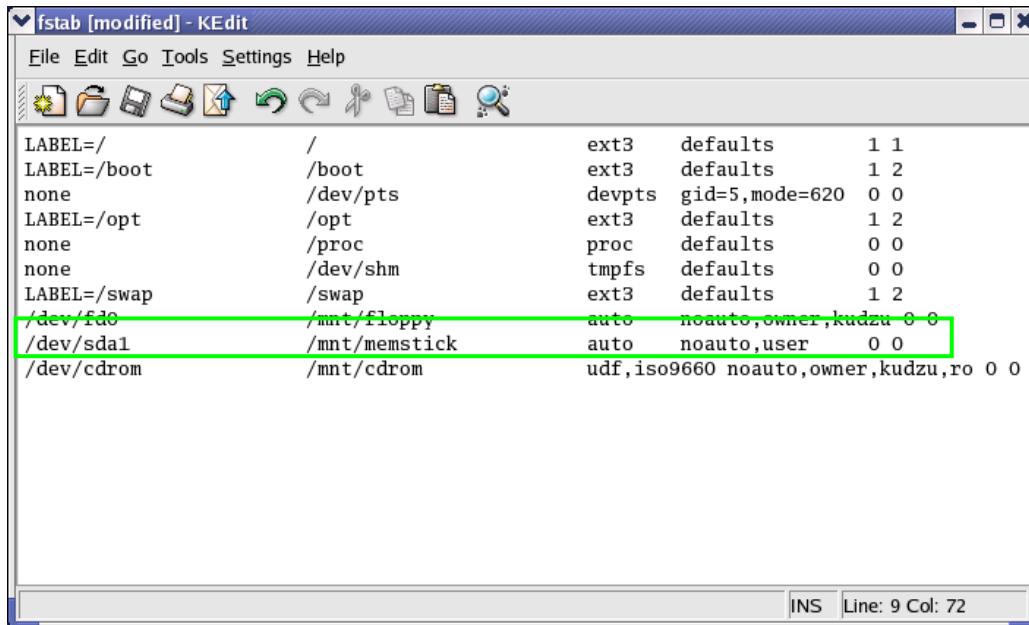 fstab [modified] - KEdit
File Edit Go Tools Settings Help
LABEL=/ / ext3 defaults 1 1
LABEL=/boot /boot ext3 defaults 1 2
none /dev/pts devpts gid=5,mode=620 0 0
LABEL=/opt /opt ext3 defaults 1 2
none /proc proc defaults 0 0
none /dev/shm tmpfs defaults 0 0
LABEL=/swap /swap ext3 defaults 1 2
/dev/fd0 /mnt/floppy auto noauto,owner,kudzu 0 0
/dev/sda1 /mnt/memstick auto noauto,user 0 0
/dev/cdrom /mnt/cdrom udf,iso9660 noauto,owner,kudzu,ro 0 0
INS Line: 9 Col: 72